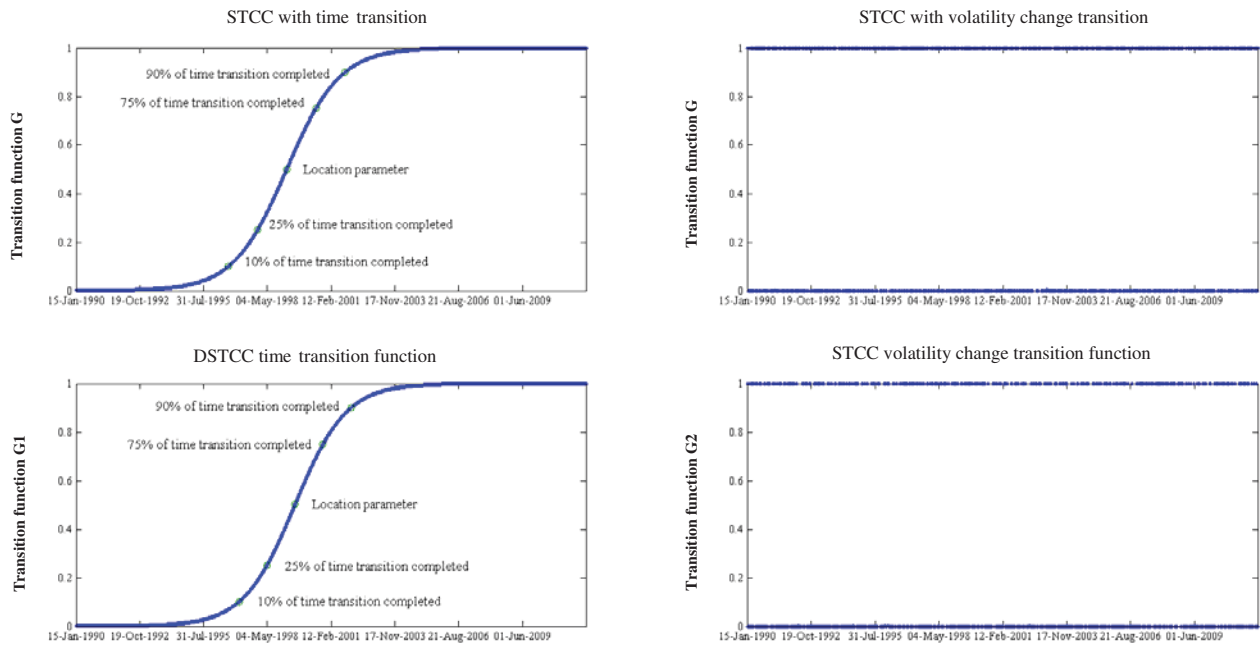 STCC with time transition
Transition function G
1
0.8
0.6
0.4
0.2
0
90% of time transition completed
75% of time transition completed
Location parameter
25% of time transition completed
10% of time transition completed
15-Jan-1990 19-Oct-1992 31-Jul-1995 04-May-1998 12-Feb-2001 17-Nov-2003 21-Aug-2006 01-Jun-2009
STCC with volatility change transition
Transition function G
1
0.8
0.6
0.4
0.2
0
15-Jan-1990 19-Oct-1992 31-Jul-1995 04-May-1998 12-Feb-2001 17-Nov-2003 21-Aug-2006 01-Jun-2009
DSTCC time transition function
Transition function G1
1
0.8
0.6
0.4
0.2
0
90% of time transition completed
75% of time transition completed
Location parameter
25% of time transition completed
10% of time transition completed
15-Jan-1990 19-Oct-1992 31-Jul-1995 04-May-1998 12-Feb-2001 17-Nov-2003 21-Aug-2006 01-Jun-2009
STCC volatility change transition function
Transition function G2
1
0.8
0.6
0.4
0.2
0
15-Jan-1990 19-Oct-1992 31-Jul-1995 04-May-1998 12-Feb-2001 17-Nov-2003 21-Aug-2006 01-Jun-2009